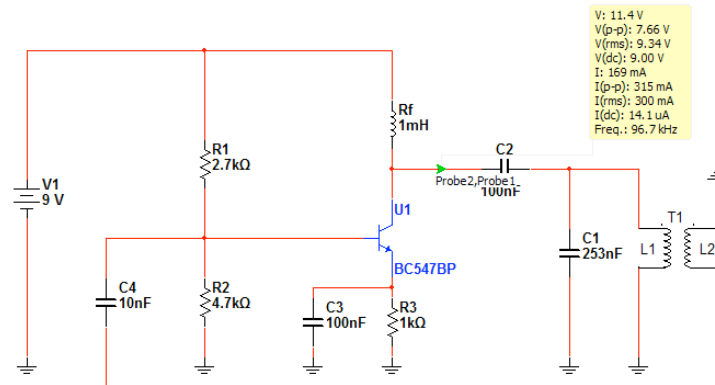 V: 11.4 V
V(p-p): 7.66 V
V(rms): 9.34 V
V(dc): 9.00 V
I: 169 mA
I(p-p): 315 mA
I(rms): 300 mA
I(dc): 14.1 uA
Freq.: 96.7 kHz
Rf
1mH
R1
2.7kΩ
C2
100nF
Probe2,Probe1
V1
9 V
U1
BC547BP
T1
L1
L2
C1
253nF
C4
10nF
R2
4.7kΩ
C3
100nF
R3
1kΩ